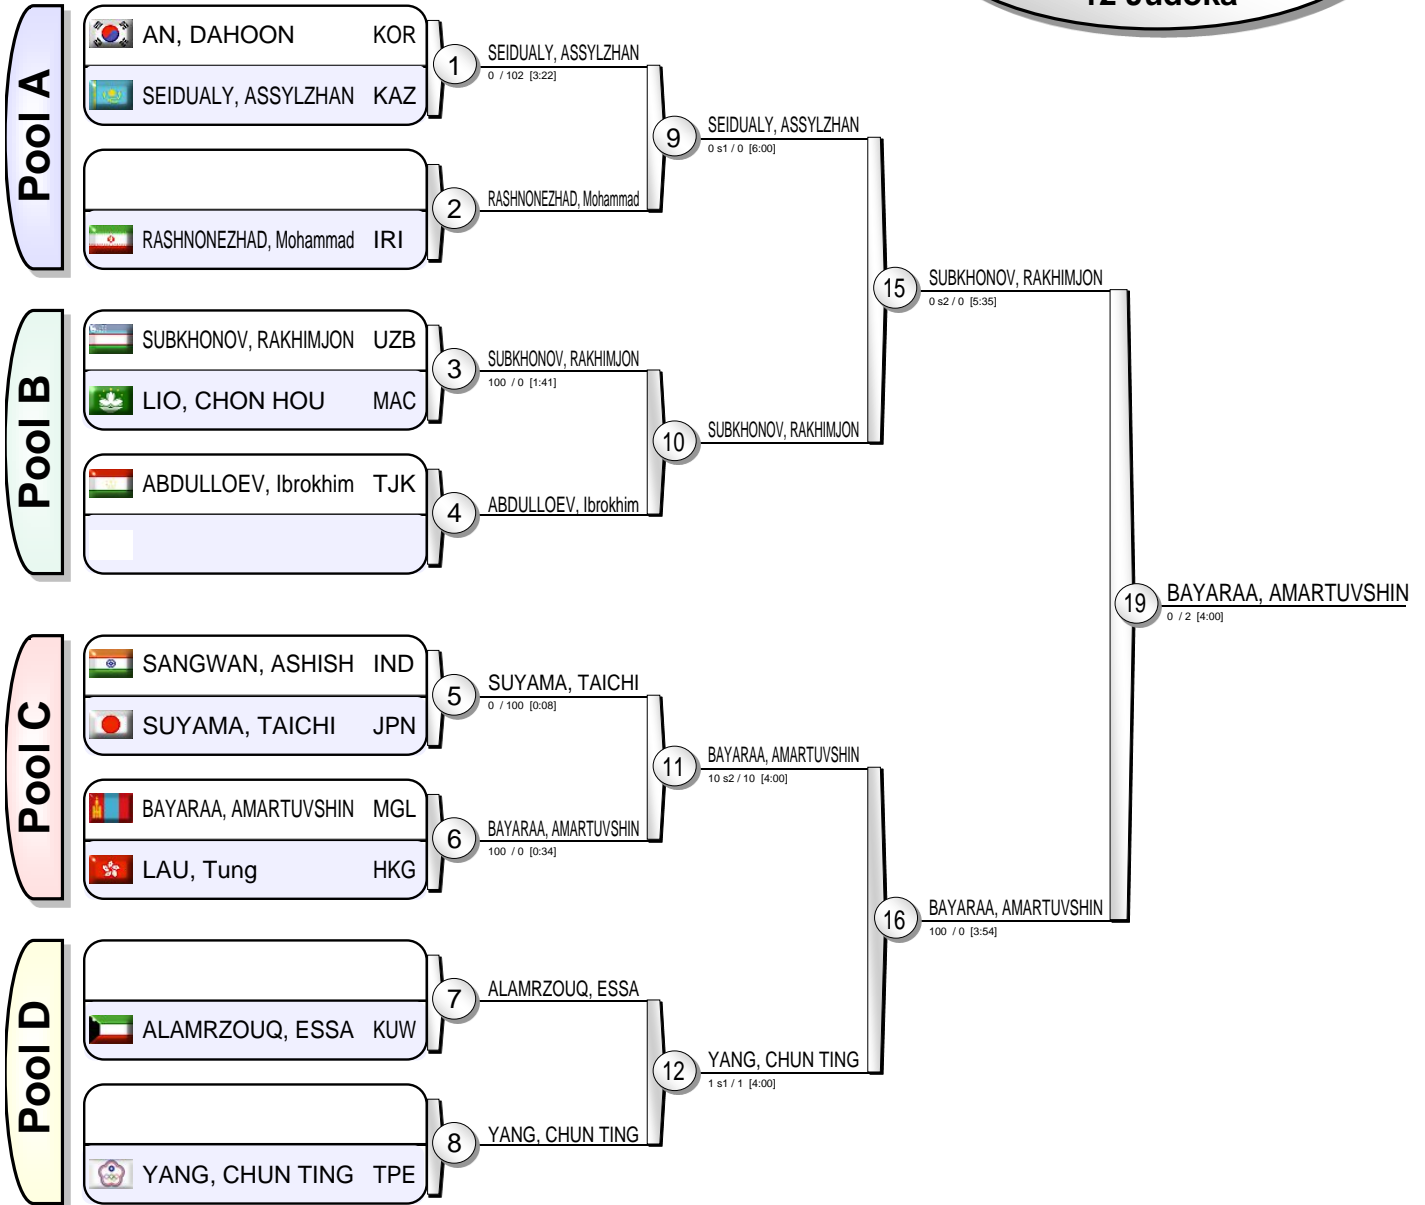 12 Judoka
Pool A
AN, DAHOON KOR
SEIDUALY, ASSYLZHAN KAZ
1
SEIDUALY, ASSYLZHAN
0 / 102 [3:22]
RASHNONEZHAD, Mohammad IRI
2
RASHNONEZHAD, Mohammad
9
SEIDUALY, ASSYLZHAN
0 s1 / 0 [6:00]
Pool B
SUBKHONOV, RAKHIMJON UZB
LIO, CHON HOU MAC
3
SUBKHONOV, RAKHIMJON
100 / 0 [1:41]
ABDULLOEV, Ibrokhim TJK
4
ABDULLOEV, Ibrokhim
10
SUBKHONOV, RAKHIMJON
15
SUBKHONOV, RAKHIMJON
0 s2 / 0 [5:35]
Pool C
SANGWAN, ASHISH IND
SUYAMA, TAICHI JPN
5
SUYAMA, TAICHI
0 / 100 [0:08]
BAYARAA, AMARTUVSHIN MGL
LAU, Tung HKG
6
BAYARAA, AMARTUVSHIN
100 / 0 [0:34]
11
BAYARAA, AMARTUVSHIN
10 s2 / 10 [4:00]
Pool D
ALAMRZOUQ, ESSA KUW
7
ALAMRZOUQ, ESSA
YANG, CHUN TING TPE
8
YANG, CHUN TING
12
YANG, CHUN TING
1 s1 / 1 [4:00]
16
BAYARAA, AMARTUVSHIN
100 / 0 [3:54]
19
BAYARAA, AMARTUVSHIN
0 / 2 [4:00]